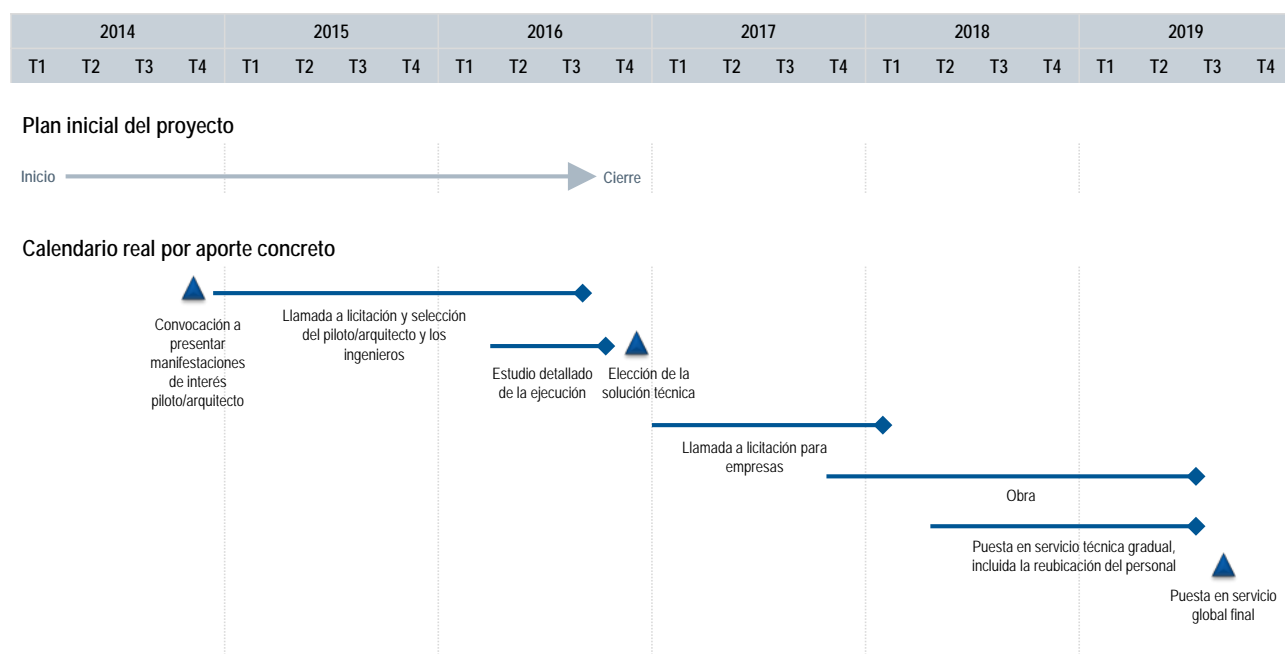 2014 2015 2016 2017 2018 2019
T1 T2 T3 T4 T1 T2 T3 T4 T1 T2 T3 T4 T1 T2 T3 T4 T1 T2 T3 T4 T1 T2 T3 T4
Plan inicial del proyecto
Inicio
Cierre
Calendario real por aporte concreto
Convocación a
presentar
manifestaciones
de interés
piloto/arquitecto
Llamada a licitación y selección
del piloto/arquitecto y los
ingenieros
Estudio detallado
de la ejecución
Elección de la
solución técnica
Llamada a licitación para
empresas
Obra
Puesta en servicio técnica gradual,
incluida la reubicación del personal
Puesta en servicio
global final